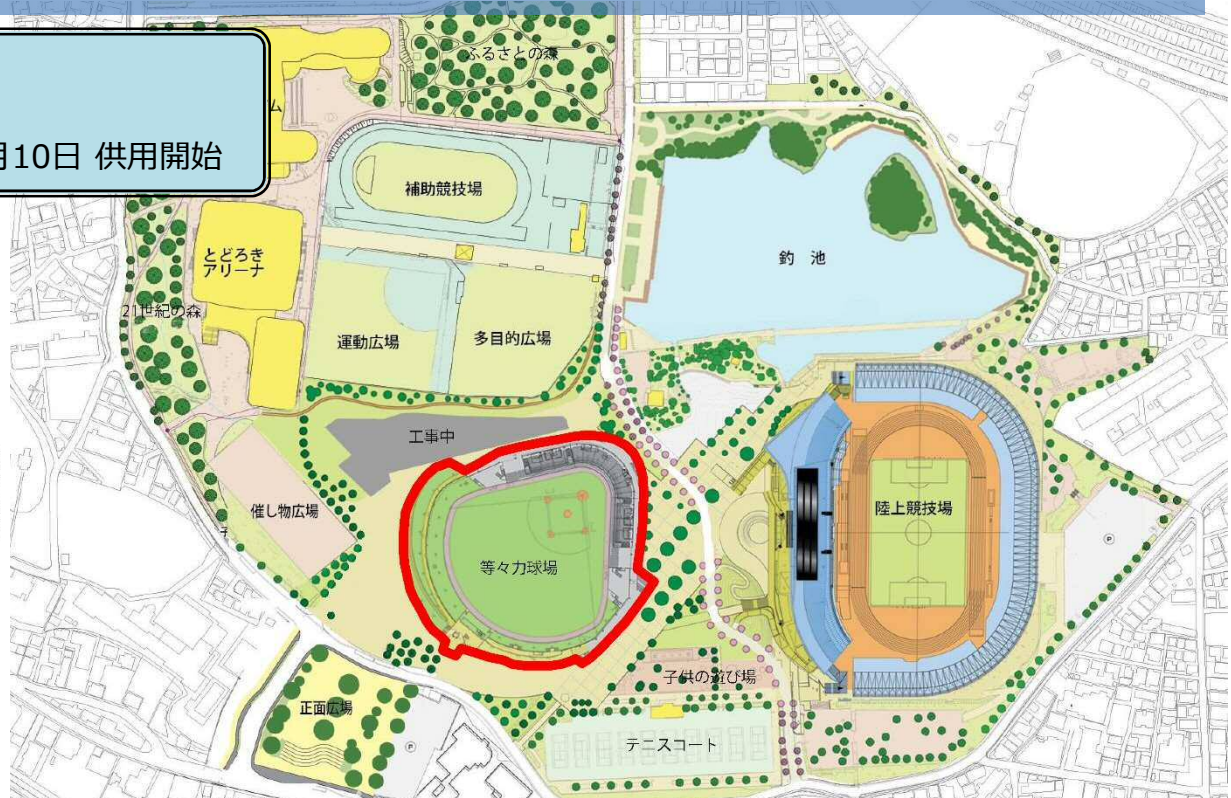 ふるさとの森
ム
月10日 供用開始
補助競技場
とどろき
アリーナ
釣 池
21世紀の森
運動広場
多目的広場
工事中
催し物広場
陸上競技場
P
等々力球場
子供の遊び場
正面広場
P
テニスコート